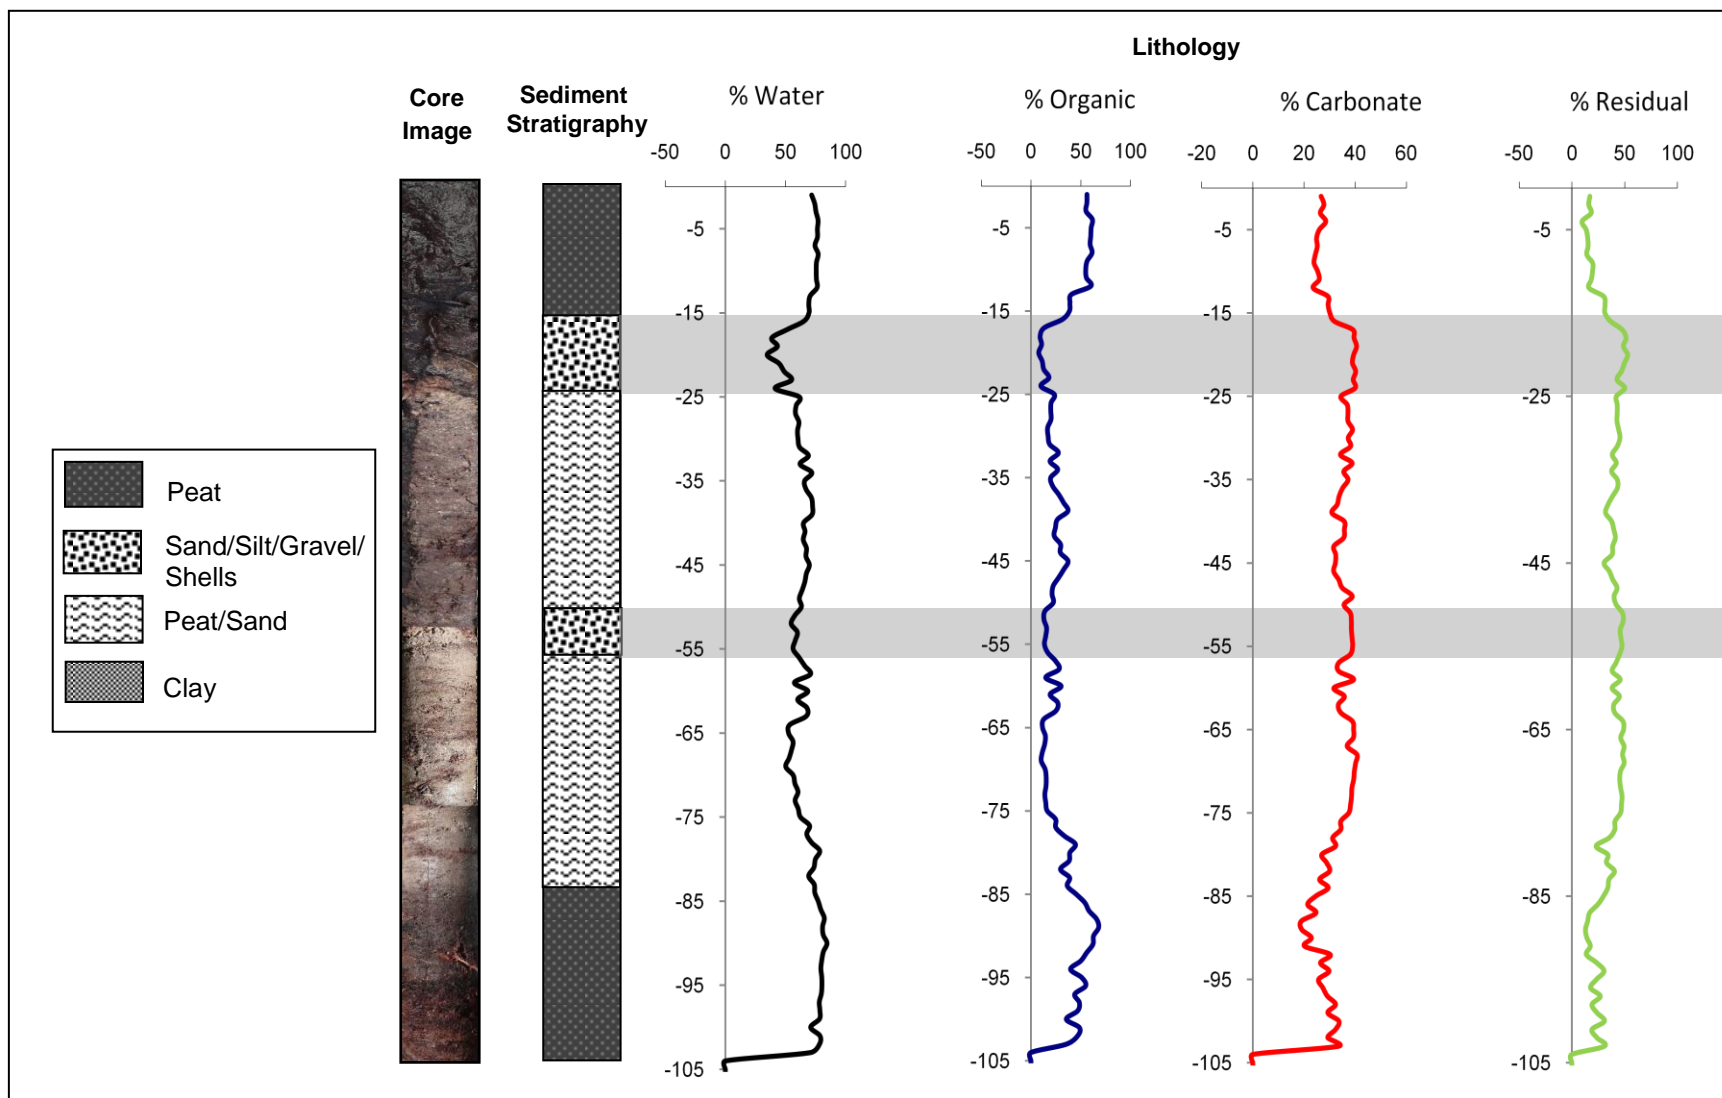 Lithology
Core
Image
Sediment
Stratigraphy
% Water
% Organic
% Carbonate
% Residual
-50 0 50 100
-50 0 50 100
-20 0 20 40 60
-50 0 50 100
-5 -5 -5 -5
-15 -15 -15 -15
-25 -25 -25 -25
-35 -35 -35
-45 -45 -45 -45
-55 -55 -55
-65 -65 -65 -65
-75 -75 -75
-85 -85 -85 -85
-95 -95 -95
-105 -105 -105 -105
Peat
Sand/Silt/Gravel/
Shells
Peat/Sand
Clay